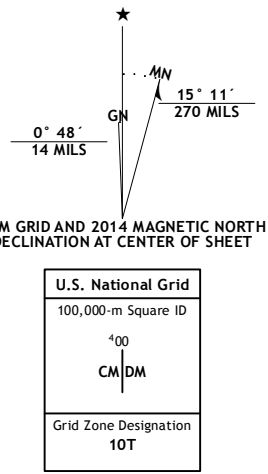 ★
MN
GN
15° 11´
270 MILS
0° 48´
14 MILS
M GRID AND 2014 MAGNETIC NORTH
DECLINATION AT CENTER OF SHEET
U.S. National Grid
100,000-m Square ID
⁴00
CM DM
Grid Zone Designation
10T